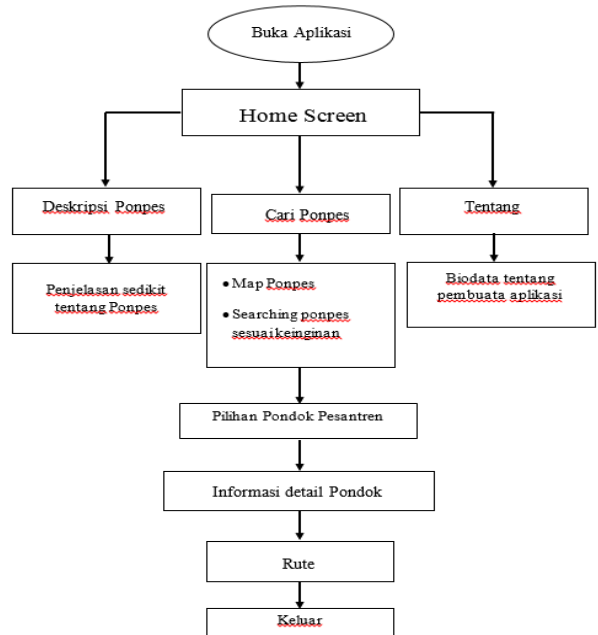 Buka Aplikasi
Home Screen
Deskripsi Ponpes
Cari Ponpes
Tentang
Penjelasan sedikit
tentang Ponpes
• Map Ponpes
• Searching ponpes
sesuai keinginan
Biodata tentang
pembuata aplikasi
Pilihan Pondok Pesantren
Informasi detail Pondok
Rute
Keluar